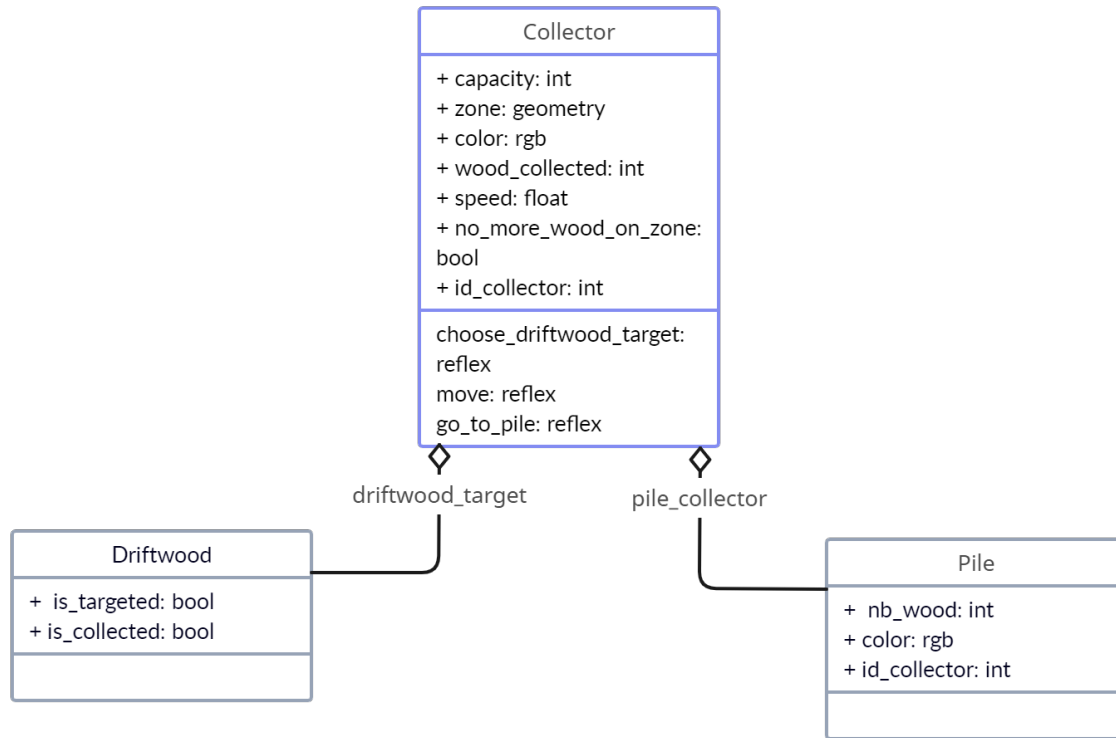 Collector
+ capacity: int
+ zone: geometry
+ color: rgb
+ wood_collected: int
+ speed: float
+ no_more_wood_on_zone:
bool
+ id_collector: int
choose_driftwood_target:
reflex
move: reflex
go_to_pile: reflex
driftwood_target
pile_collector
Driftwood
+ is_targeted: bool
+ is_collected: bool
Pile
+ nb_wood: int
+ color: rgb
+ id_collector: int